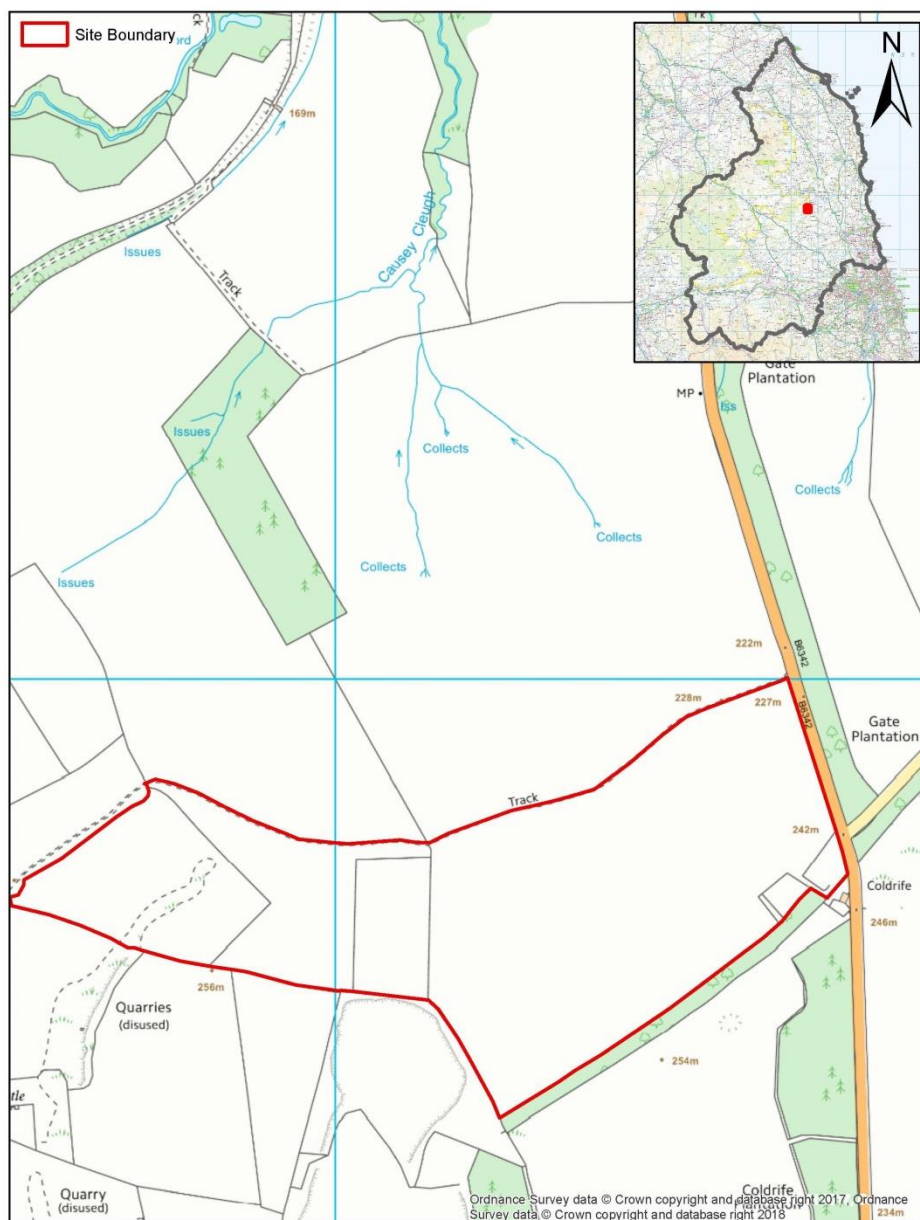 Site Boundary
N
169m
Issues
Track
Causey Cleugh
Gate
Plantation
MP
Iss
Issues
Collects
Collects
Collects
Collects
Issues
222m
B6342
228m
227m
B6342
Gate
Plantation
Track
242m
Coldrife
246m
256m
Quarries
(disused)
254m
Quarry
(disused)
Coldrife
Plantation
234m
Ordnance Survey data © Crown copyright and database right 2017, Ordnance
Survey data © Crown copyright and database right 2018